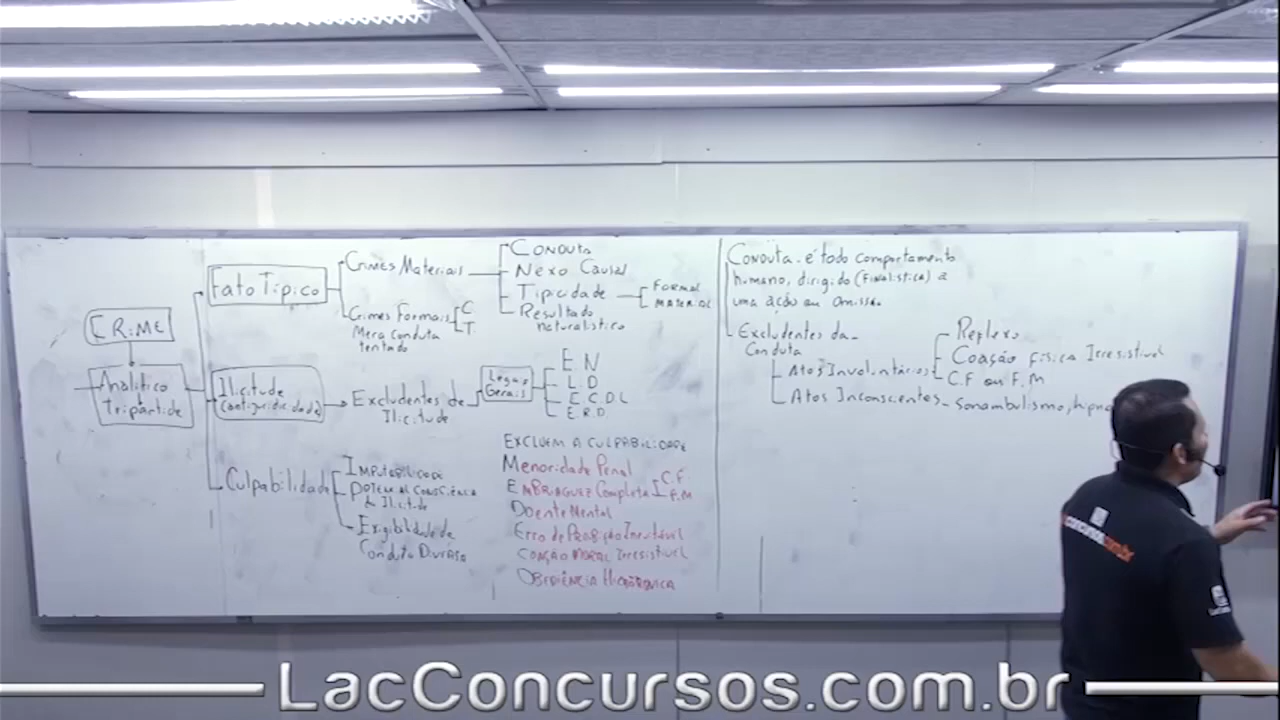 CRIME
Analítico
Tripartide
Fato Típico
Crimes Materiais
Crimes Formais
Mera conduta
tentado
C
T
CONDUTA
Nexo Causal
Tipicidade
FORMAL
MATERIAL
Resultado
naturalístico
Ilicitude
(antijuridicidade)
Excludentes de
Ilicitude
Legais
Gerais
E N
L D
E.C.D.L
E.R.D
Culpabilidade
IMPUTABILIDADE
POTENCIAL CONSCIÊNCIA
da Ilicitude
Exigibilidade de
Conduta Diversa
EXCLUEM A CULPABILIDADE
Menoridade Penal
EMBRIAGUEZ Completa
C.F.
F.M
Doente Mental
Erro de Proibição Inevitável
COAÇÃO MORAL Irresistível
OBEDIÊNCIA HIERÁRQUICA
Conduta - é todo comportamento
humano, dirigido (FINALÍSTICA) a
uma ação ou omissão
Excludentes da
Conduta
Atos Involuntários
Reflexo
Coação física Irresistível
C.F ou F.M
Atos Inconscientes - sonambulismo,
LacConcursos.com.br